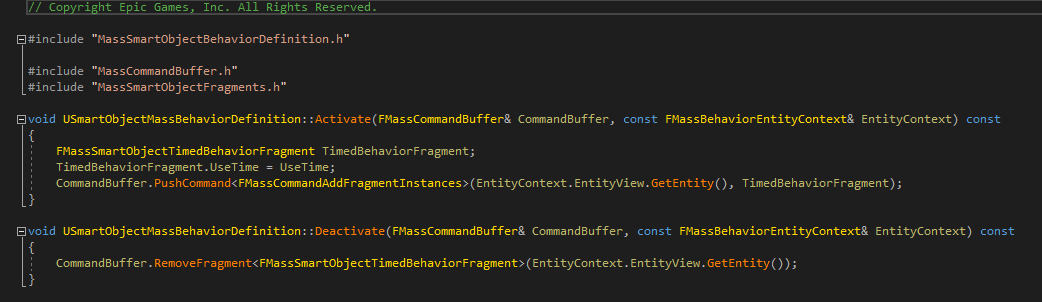 // Copyright Epic Games, Inc. All Rights Reserved.
#include "MassSmartObjectBehaviorDefinition.h"
#include "MassCommandBuffer.h"
#include "MassSmartObjectFragments.h"
void USmartObjectMassBehaviorDefinition::Activate(FMassCommandBuffer& CommandBuffer, const FMassBehaviorEntityContext& EntityContext) const
{
FMassSmartObjectTimedBehaviorFragment TimedBehaviorFragment;
TimedBehaviorFragment.UseTime = UseTime;
CommandBuffer.PushCommand<FMassCommandAddFragmentInstances>(EntityContext.EntityView.GetEntity(), TimedBehaviorFragment);
}
void USmartObjectMassBehaviorDefinition::Deactivate(FMassCommandBuffer& CommandBuffer, const FMassBehaviorEntityContext& EntityContext) const
{
CommandBuffer.RemoveFragment<FMassSmartObjectTimedBehaviorFragment>(EntityContext.EntityView.GetEntity());
}